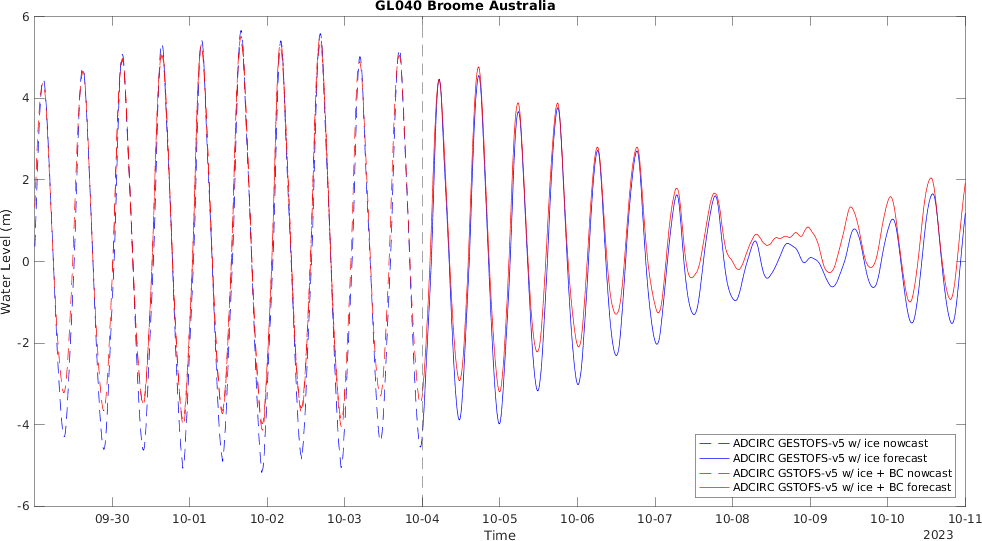 GL040 Broome Australia
6
4
2
0
-2
-4
-6
Water Level (m)
ADCIRC GESTOFS-v5 w/ ice nowcast
ADCIRC GESTOFS-v5 w/ ice forecast
ADCIRC GSTOFS-v5 w/ ice + BC nowcast
ADCIRC GSTOFS-v5 w/ ice + BC forecast
09-30 10-01 10-02 10-03 10-04 10-05 10-06 10-07 10-08 10-09 10-10 10-11
Time
2023